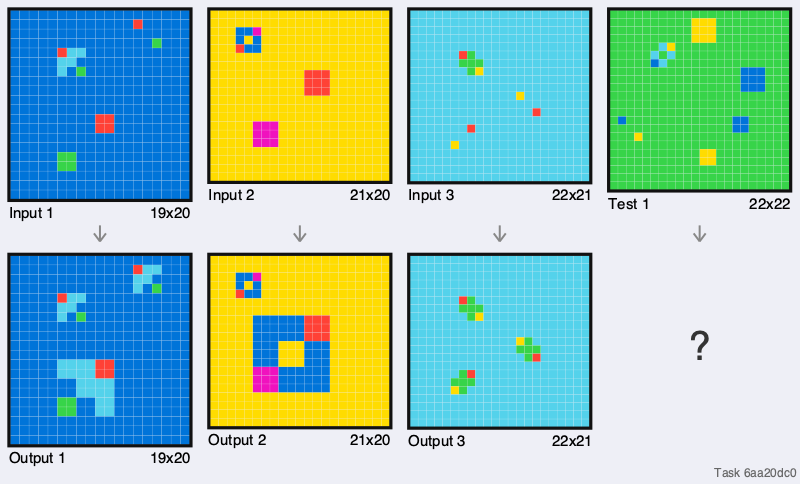 Input 1 19x20
Input 2 21x20
Input 3 22x21
Test 1 22x22
?
Output 1 19x20
Output 2 21x20
Output 3 22x21
Task 6aa20dc0